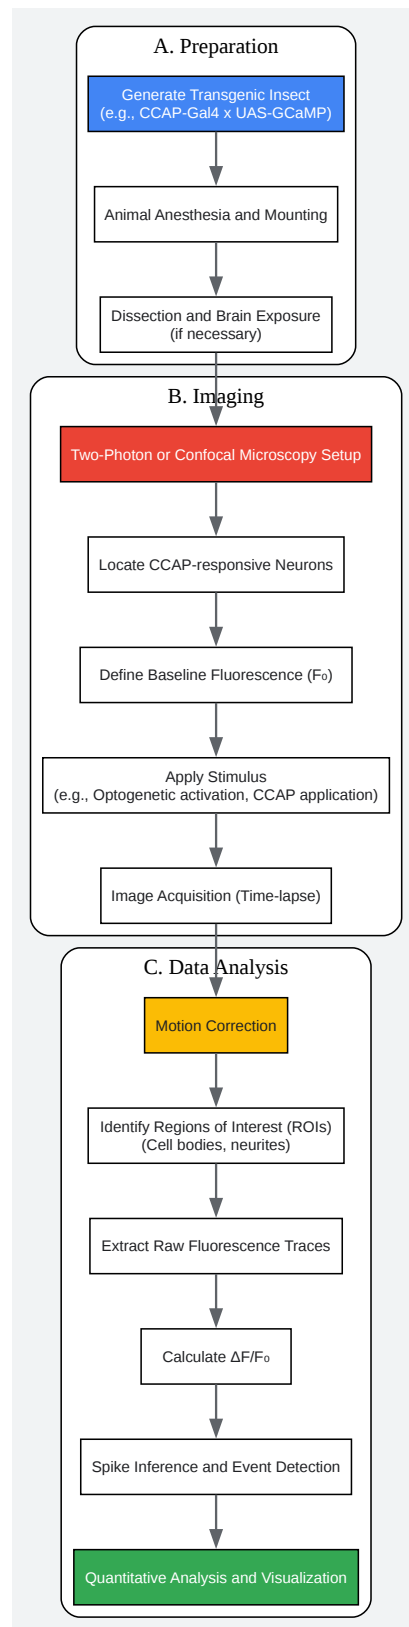 A. Preparation
Generate Transgenic Insect
(e.g., CCAP-Gal4 x UAS-GCaMP)
Animal Anesthesia and Mounting
Dissection and Brain Exposure
(if necessary)
B. Imaging
Two-Photon or Confocal Microscopy Setup
Locate CCAP-responsive Neurons
Define Baseline Fluorescence (F₀)
Apply Stimulus
(e.g., Optogenetic activation, CCAP application)
Image Acquisition (Time-lapse)
C. Data Analysis
Motion Correction
Identify Regions of Interest (ROIs)
(Cell bodies, neurites)
Extract Raw Fluorescence Traces
Calculate ΔF/F₀
Spike Inference and Event Detection
Quantitative Analysis and Visualization